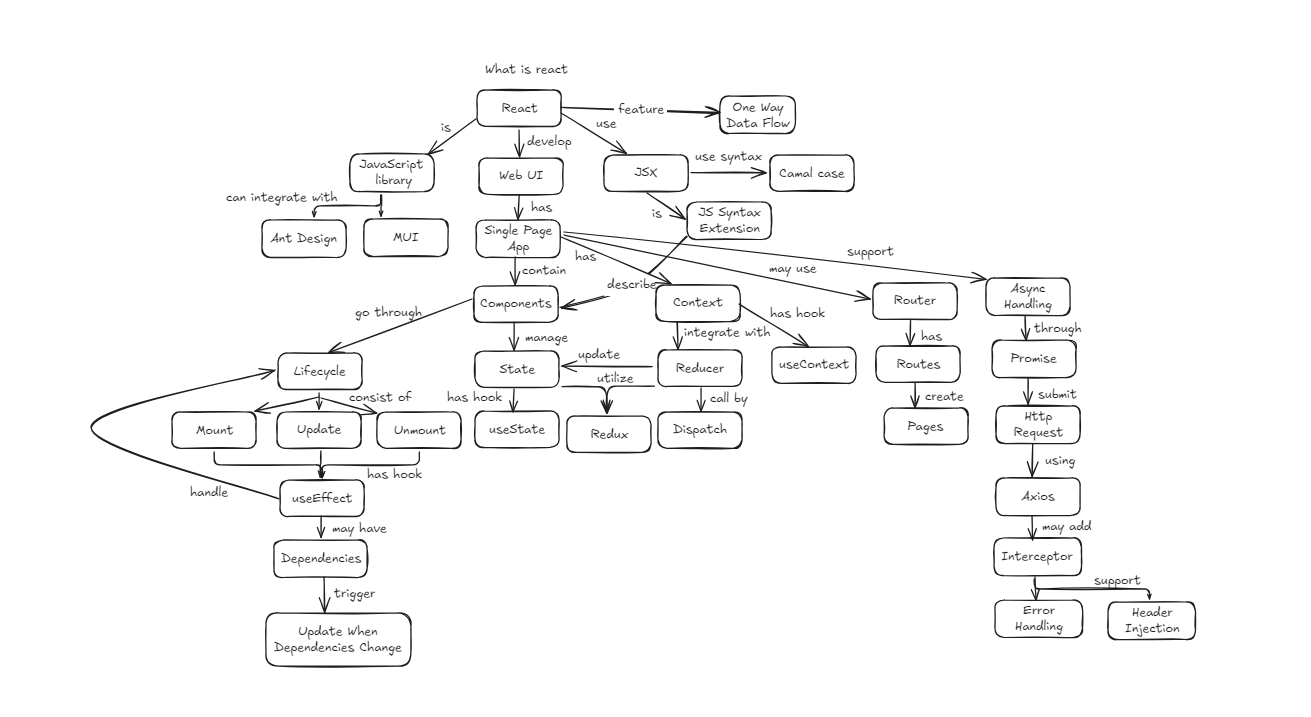 What is react
React
feature
One Way
Data Flow
is
develop
use
JavaScript
library
Web UI
JSX
use syntax
Camal case
can integrate with
has
is
JS Syntax
Extension
Ant Design
MUI
Single Page
App
has
support
contain
may use
describe
Components
Context
Router
Async
Handling
go through
manage
integrate with
has hook
has
through
Lifecycle
State
update
utilize
Reducer
useContext
Routes
Promise
consist of
has hook
call by
create
submit
Mount
Update
Unmount
useState
Redux
Dispatch
Pages
Http
Request
has hook
using
handle
useEffect
Axios
may have
may add
Dependencies
Interceptor
trigger
support
Update When
Dependencies Change
Error
Handling
Header
Injection